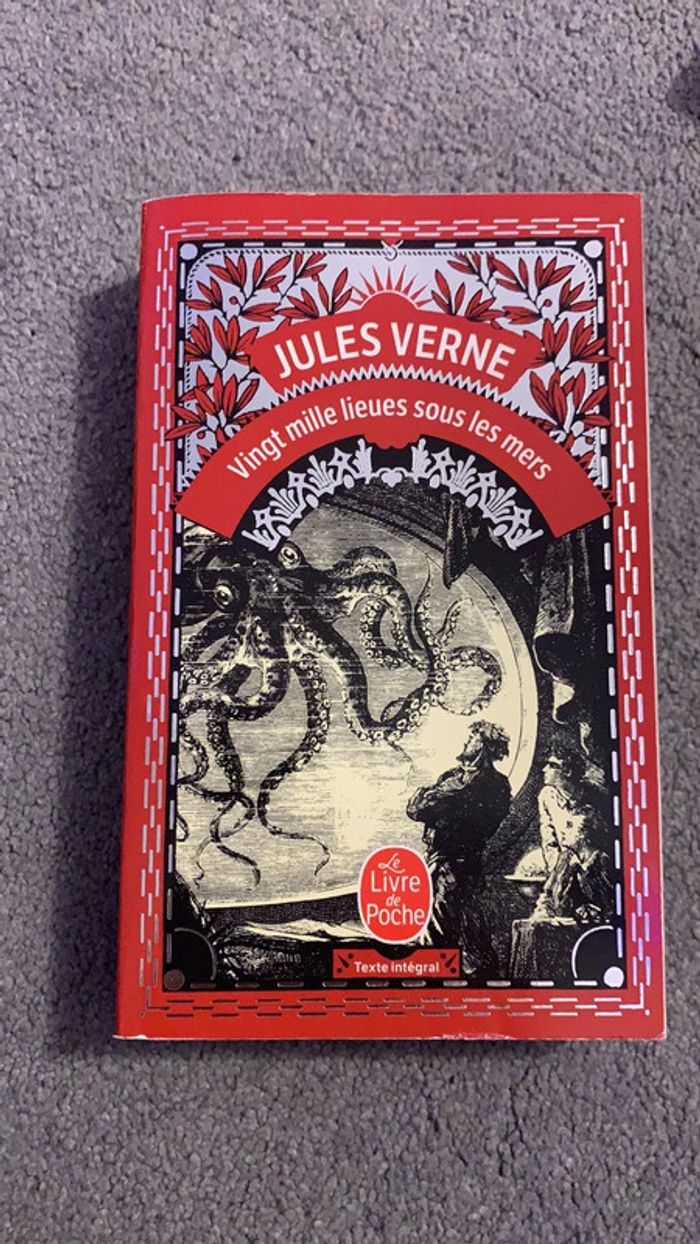 JULES VERNE
Vingt mille lieues sous les mers
Le
Livre
de
Poche
Texte intégral